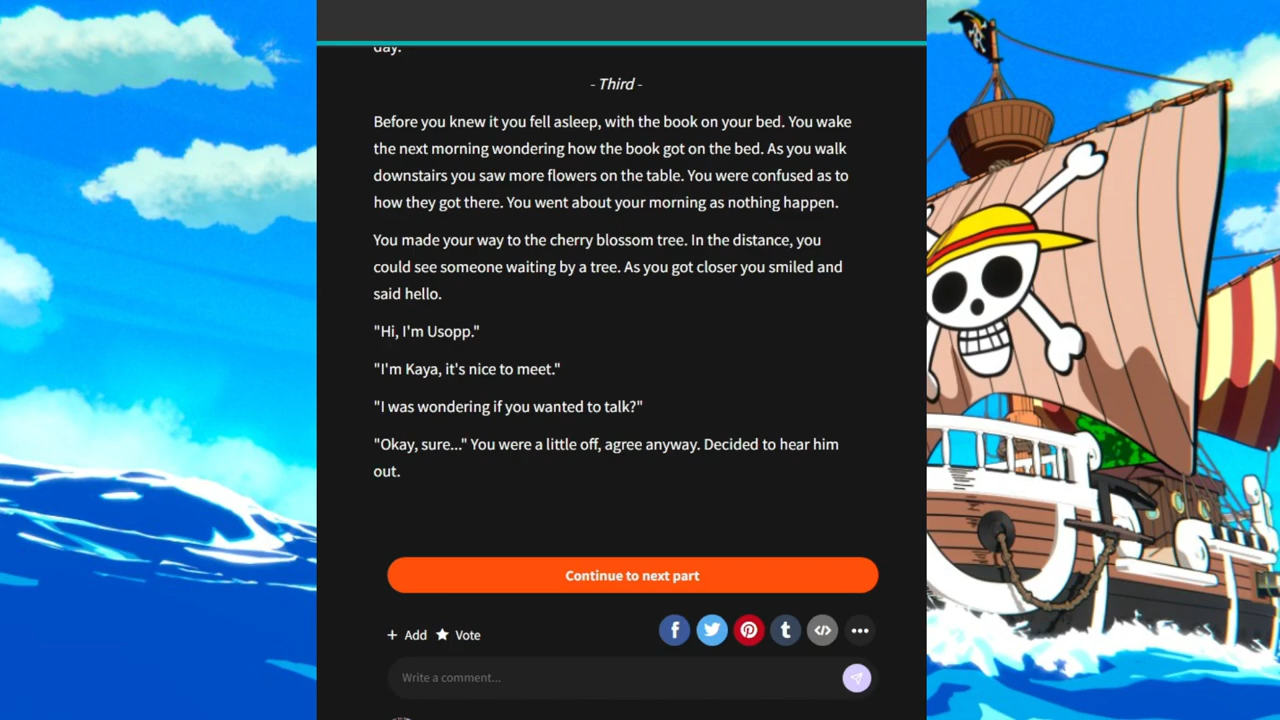 day.
- Third -
Before you knew it you fell asleep, with the book on your bed. You wake
the next morning wondering how the book got on the bed. As you walk
downstairs you saw more flowers on the table. You were confused as to
how they got there. You went about your morning as nothing happen.
You made your way to the cherry blossom tree. In the distance, you
could see someone waiting by a tree. As you got closer you smiled and
said hello.
"Hi, I'm Usopp."
"I'm Kaya, it's nice to meet."
"I was wondering if you wanted to talk?"
"Okay, sure..." You were a little off, agree anyway. Decided to hear him
out.
Continue to next part
+ Add ★ Vote
Write a comment...